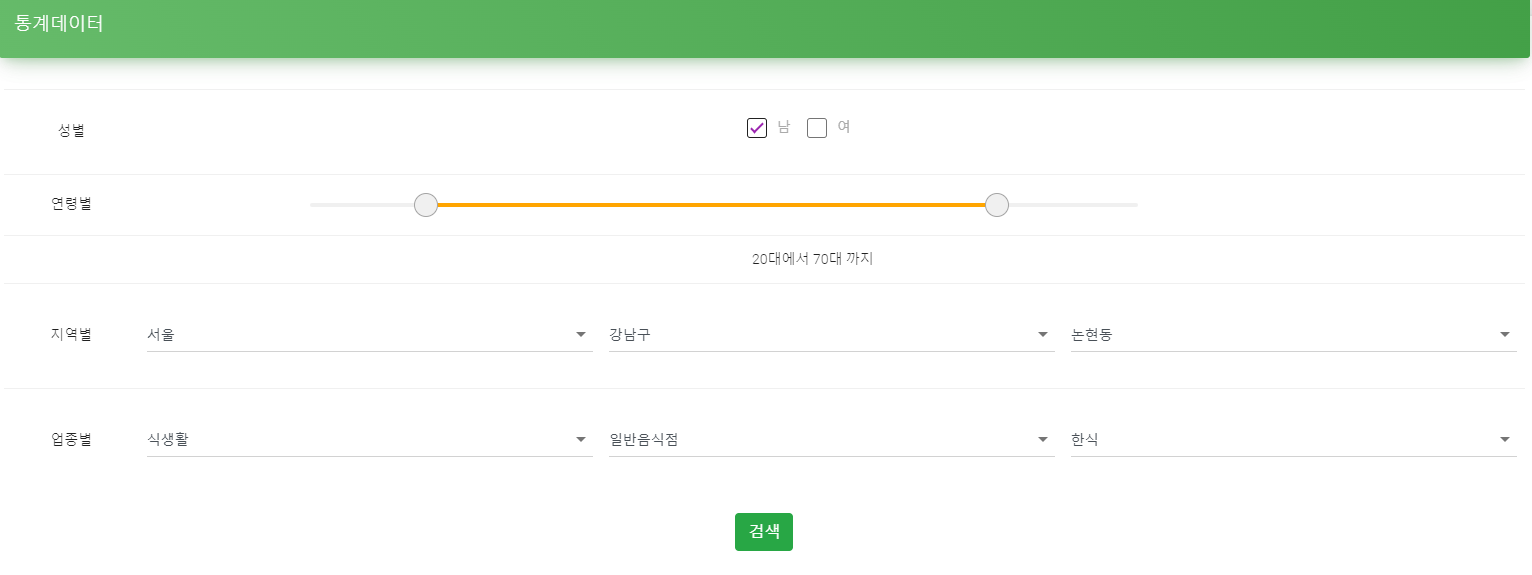 통계데이터
성별 남 여
연령별
20대에서 70대 까지
지역별 서울 강남구 논현동
업종별 식생활 일반음식점 한식
검색